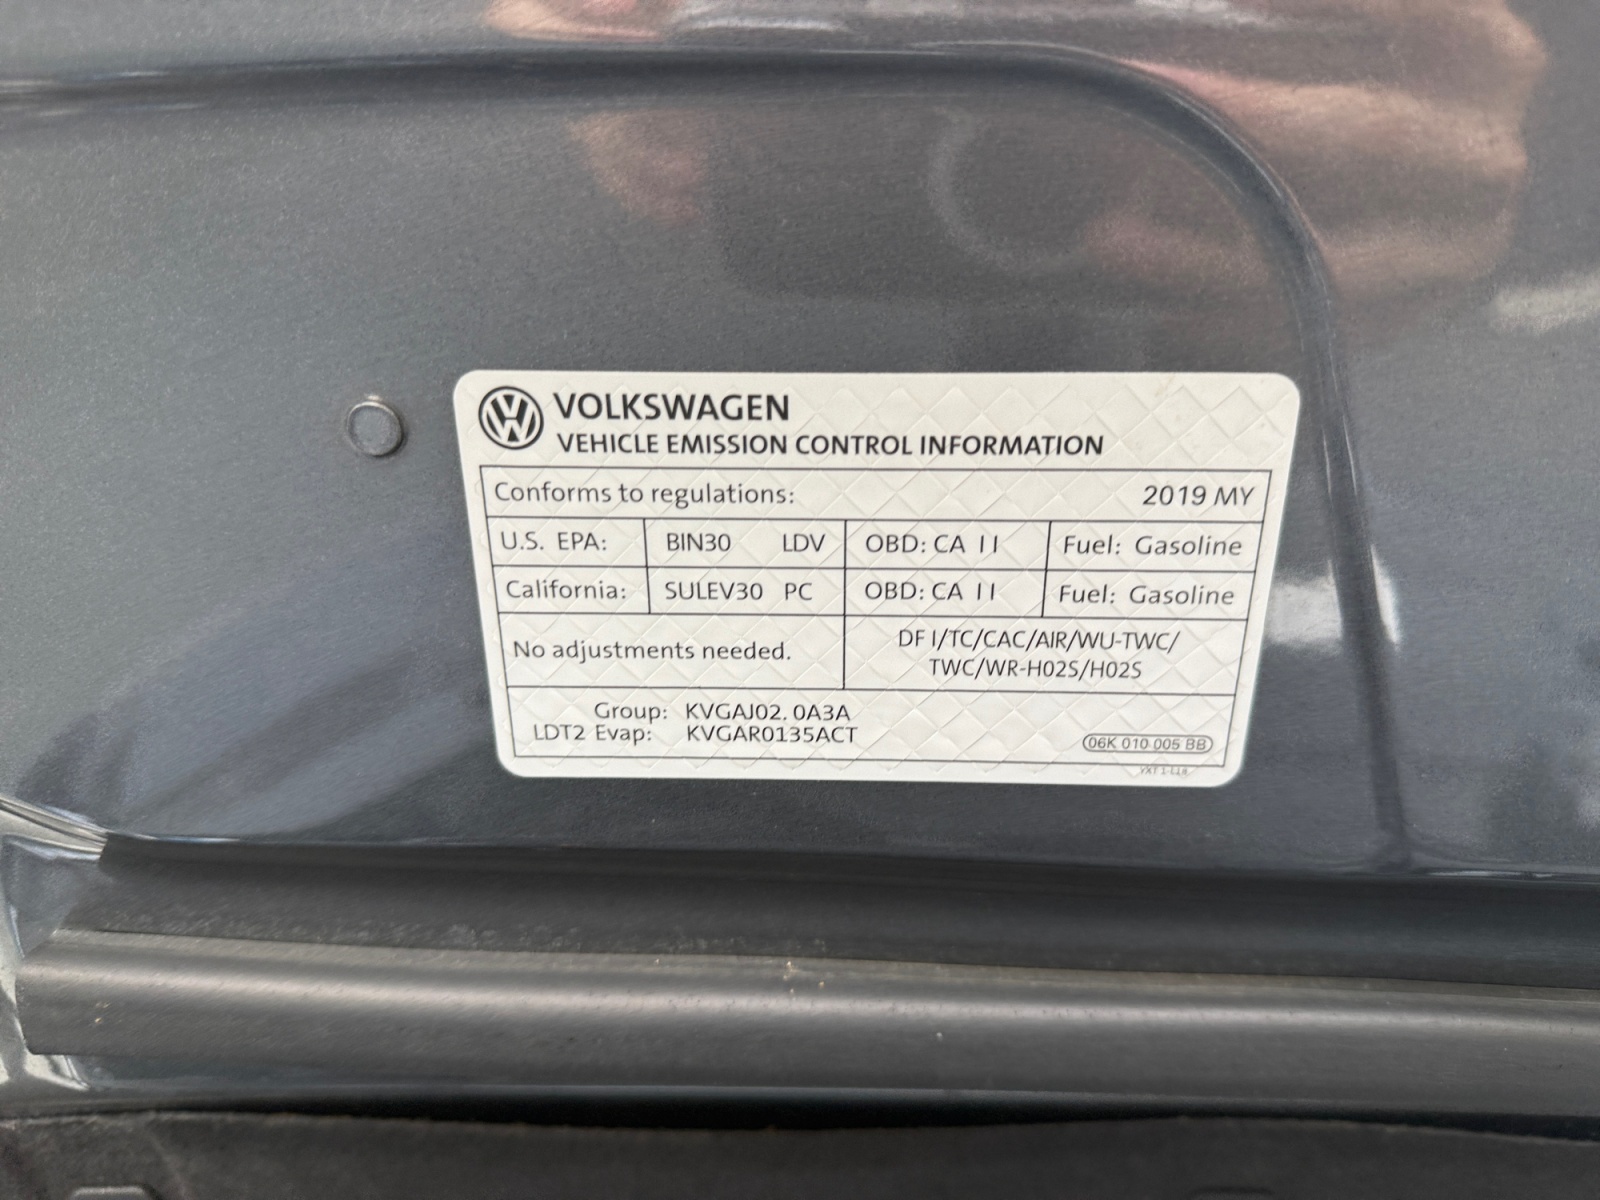 VOLKSWAGEN
VEHICLE EMISSION CONTROL INFORMATION
Conforms to regulations: 2019 MY
U.S. EPA: BIN30 LDV OBD: CA II Fuel: Gasoline
California: SULEV30 PC OBD: CA II Fuel: Gasoline
No adjustments needed.
DFI/TC/CAC/AIR/WU-TWC/
TWC/WR-HO2S/HO2S
Group: KVGAJ02.0A3A
LDT2 Evap: KVGAR0135ACT
06K 010 005 BB